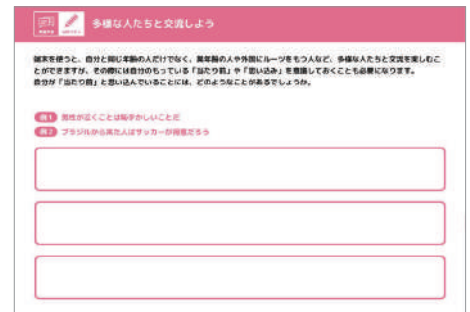 多様な人たちと交流しよう
端末を使うと、自分と同じ年齢の人だけでなく、異年齢の人や外国にルーツをもつ人など、多様な人たちと交流を楽しむこ
とができますが、その際には自分のもっている「当たり前」や「思い込み」を意識しておくことも必要になります。
自分が「当たり前」と思い込んでいることには、どのようなことがあるでしょうか。
例1 男性が泣くことは恥ずかしいことだ
例2 ブラジルから来た人はサッカーが得意だろう